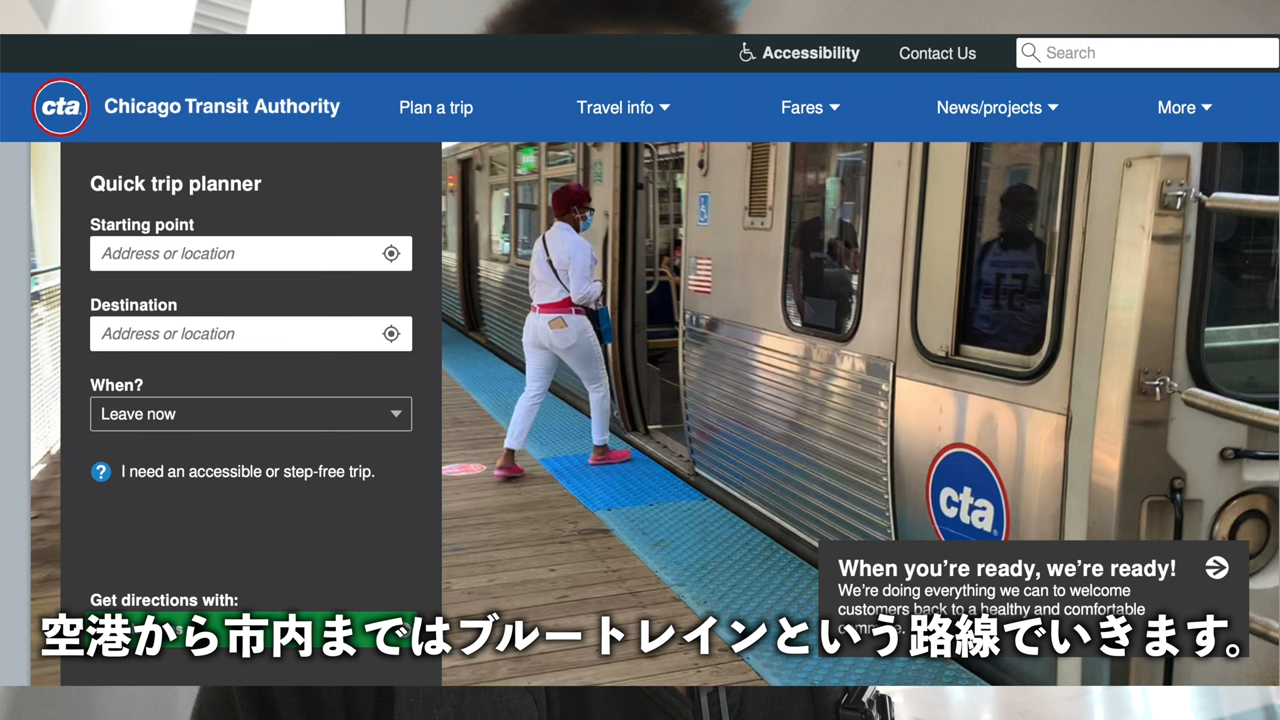 Accessibility
Contact Us
Search
cta
Chicago Transit Authority
Plan a trip
Travel info
Fares
News/projects
More
Quick trip planner
Starting point
Address or location
Destination
Address or location
When?
Leave now
? I need an accessible or step-free trip.
Get directions with:
12
cta
When you're ready, we're ready!
We're doing everything we can to welcome
customers back to a healthy and comfortable
空港から市内まではブルートレインという路線でいきます。